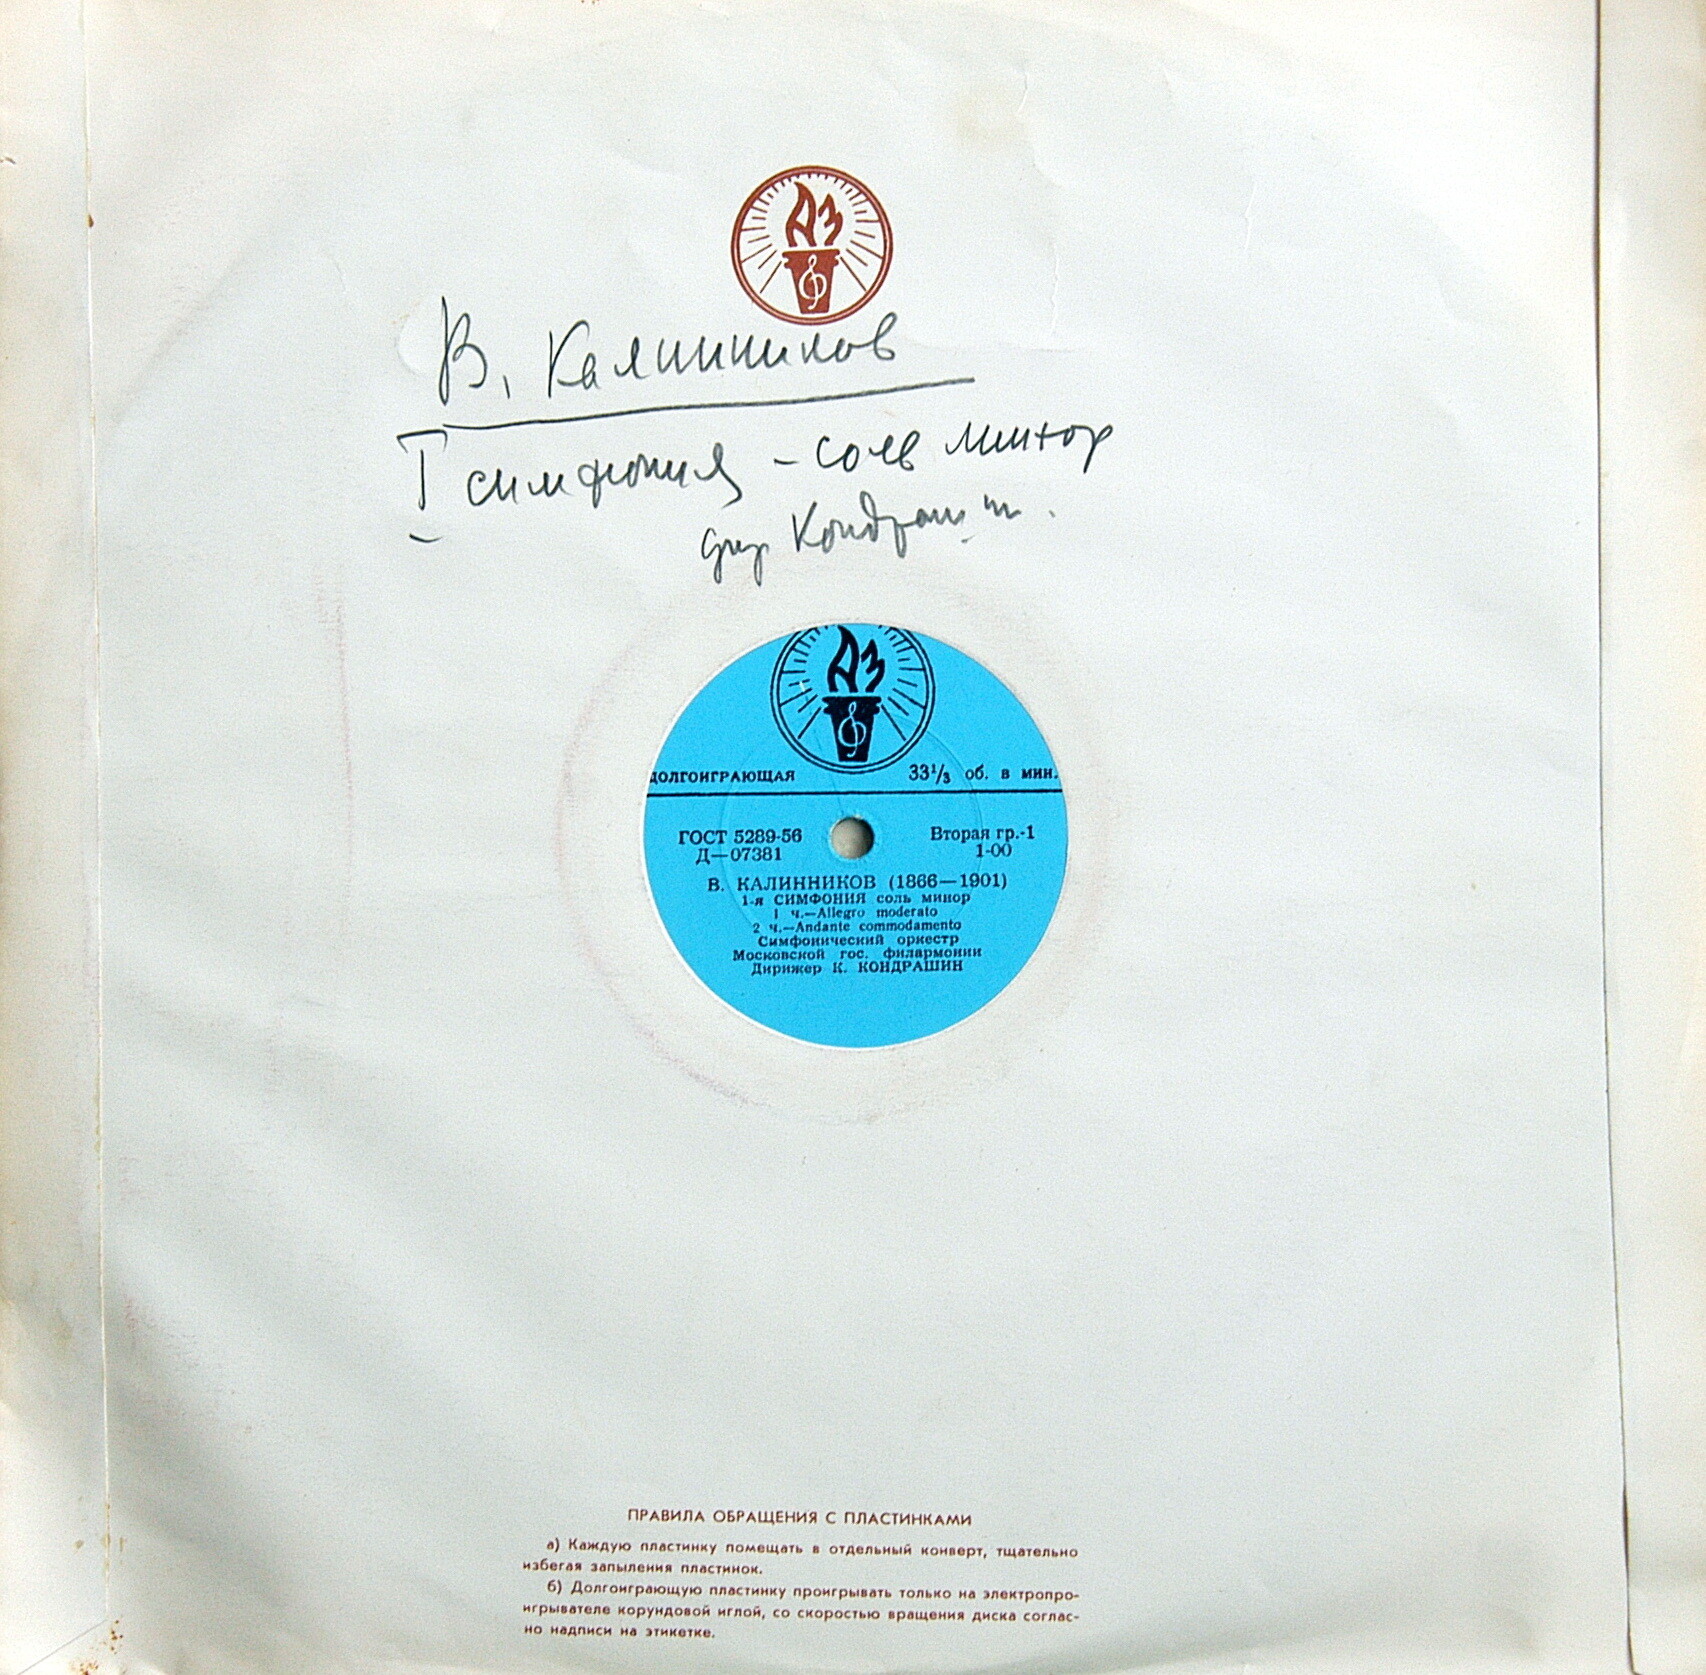 АЗ
В. Калинников
I симфония - соль минор
дир Кондрашин.
АЗ
ДОЛГОИГРАЮЩАЯ 33⅓ об. в мин.
ГОСТ 5289-56 Вторая гр.-1
Д—07381 1-00
В. КАЛИННИКОВ (1866—1901)
1-я СИМФОНИЯ соль минор
1 ч.—Allegro moderato
2 ч.—Andante commodamento
Симфонический оркестр
Московской гос. филармонии
Дирижер К. КОНДРАШИН
ПРАВИЛА ОБРАЩЕНИЯ С ПЛАСТИНКАМИ
а) Каждую пластинку помещать в отдельный конверт, тщательно
избегая запыления пластинок.
б) Долгоиграющую пластинку проигрывать только на электропро-
игрывателе корундовой иглой, со скоростью вращения диска соглас-
но надписи на этикетке.